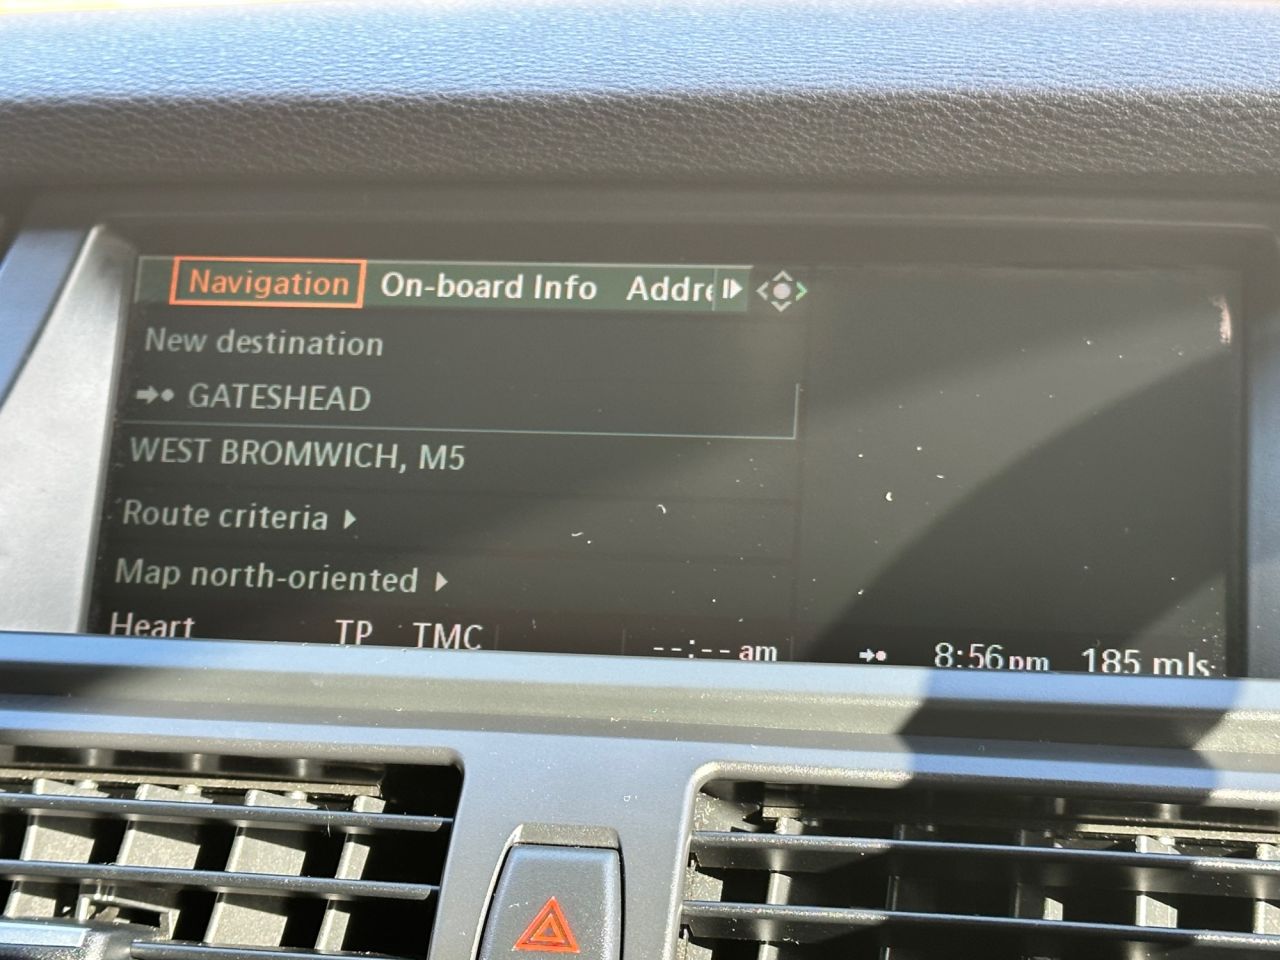 Navigation On-board Info Addre
New destination
GATESHEAD
WEST BROMWICH, M5
Route criteria
Map north-oriented
Heart TP TMC --:-- am 8:56 pm 185 mls